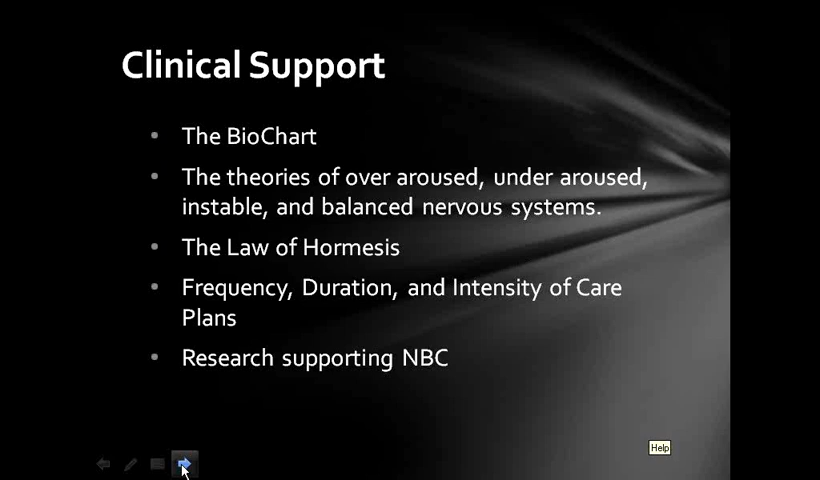 Clinical Support
• The BioChart
• The theories of over aroused, under aroused,
instable, and balanced nervous systems.
• The Law of Hormesis
• Frequency, Duration, and Intensity of Care
Plans
• Research supporting NBC
Help